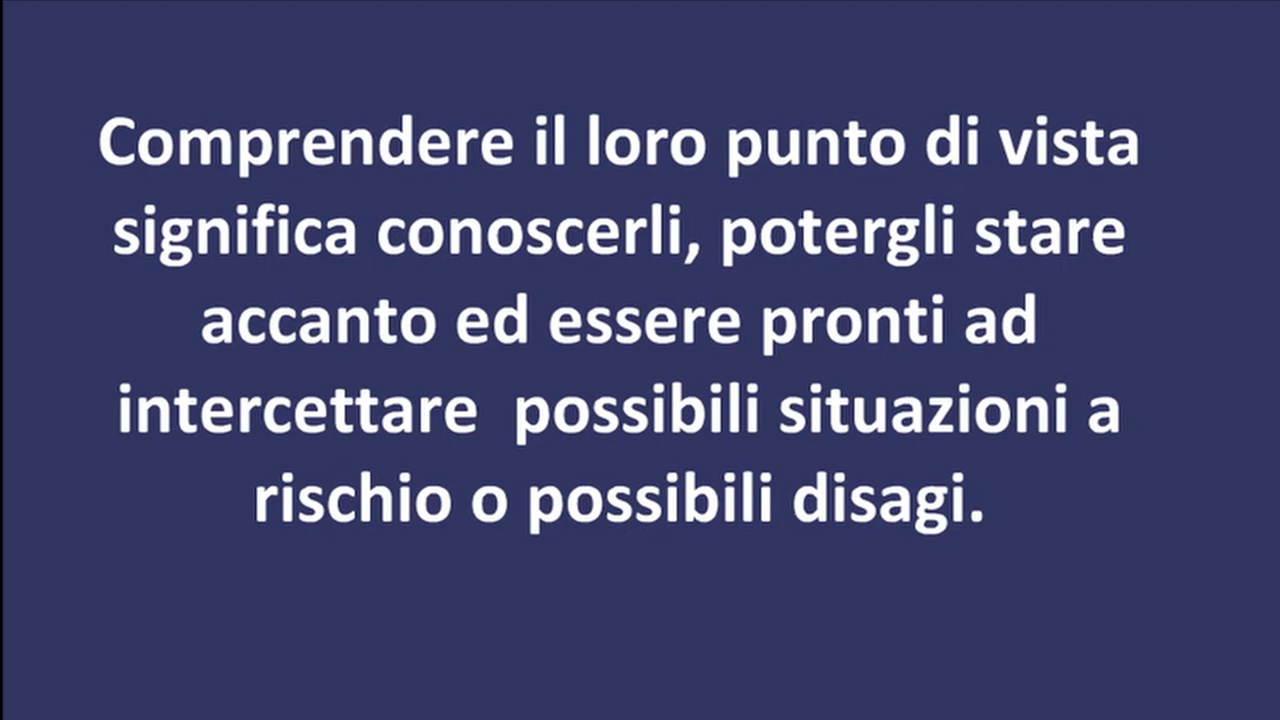 Comprendere il loro punto di vista
significa conoscerli, potergli stare
accanto ed essere pronti ad
intercettare  possibili situazioni a
rischio o possibili disagi.